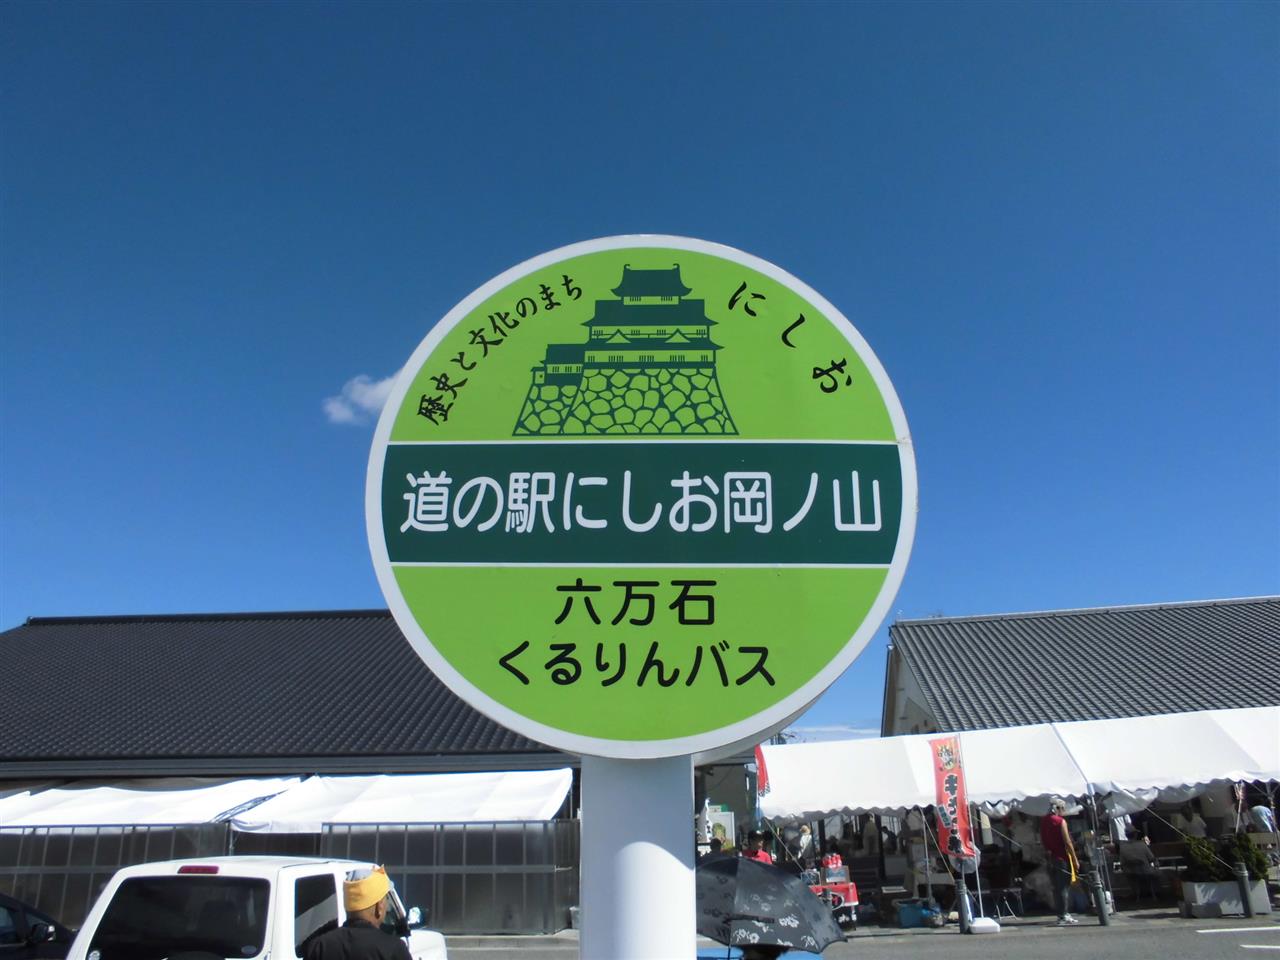 歴史と文化のまち にしお
道の駅にしお岡ノ山
六万石
くるりんバス